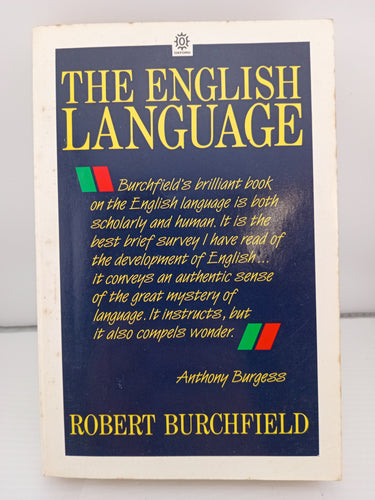 THE ENGLISH
LANGUAGE
Burchfield's brilliant book
on the English language is both
scholarly and human. It is the
best brief survey I have read of
the development of English...
it conveys an authentic sense
of the great mystery of
language. It instructs, but
it also compels wonder.
Anthony Burgess
ROBERT BURCHFIELD